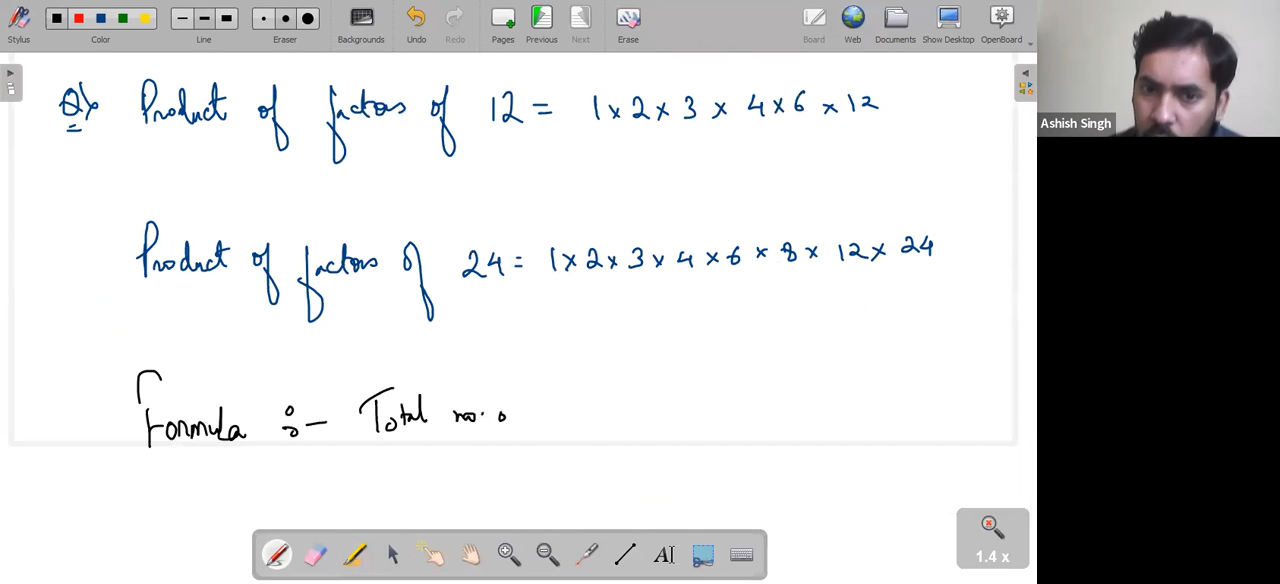 Stylus Color Line Eraser Backgrounds Undo Redo Pages Previous Next Erase Board Web Documents Show Desktop OpenBoard
Q) Product of factors of 12 = 1 × 2 × 3 × 4 × 6 × 12
Ashish Singh
Product of factors of 24 = 1 × 2 × 3 × 4 × 6 × 8 × 12 × 24
Formula :- Total no. o
1.4 x